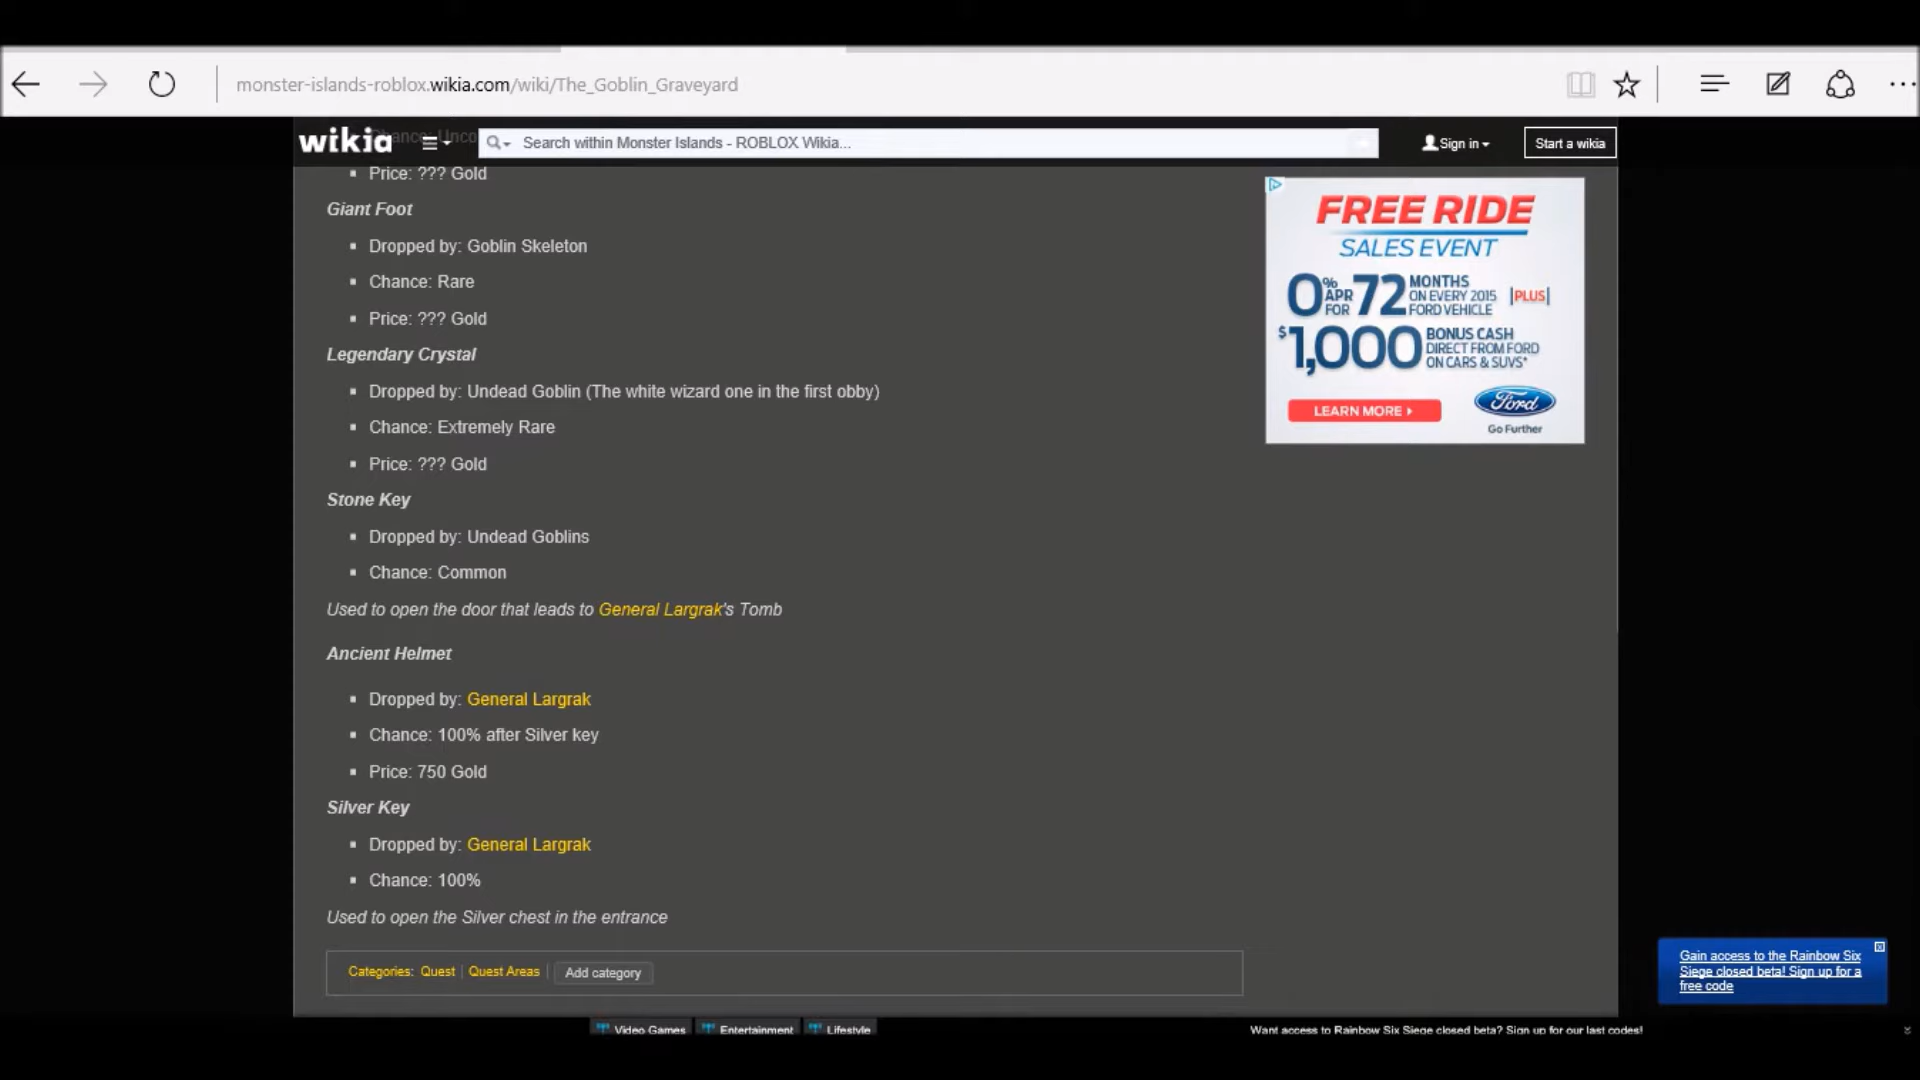 monster-islands-roblox.wikia.com/wiki/The_Goblin_Graveyard
wikia
Search within Monster Islands - ROBLOX Wikia...
Sign in
Start a wikia
Price: ??? Gold
Giant Foot
Dropped by: Goblin Skeleton
Chance: Rare
Price: ??? Gold
Legendary Crystal
Dropped by: Undead Goblin (The white wizard one in the first obby)
Chance: Extremely Rare
Price: ??? Gold
Stone Key
Dropped by: Undead Goblins
Chance: Common
Used to open the door that leads to General Largrak's Tomb
Ancient Helmet
Dropped by: General Largrak
Chance: 100% after Silver key
Price: 750 Gold
Silver Key
Dropped by: General Largrak
Chance: 100%
Used to open the Silver chest in the entrance
Categories: Quest | Quest Areas | Add category
FREE RIDE
SALES EVENT
0% APR FOR 72 MONTHS ON EVERY 2015 FORD VEHICLE |PLUS|
$1,000 BONUS CASH DIRECT FROM FORD ON CARS & SUVS*
LEARN MORE
Ford
Go Further
Gain access to the Rainbow Six
Siege closed beta! Sign up for a
free code
Video Games Entertainment Lifestyle
Want access to Rainbow Six Siege closed beta? Sign up for our last codes!